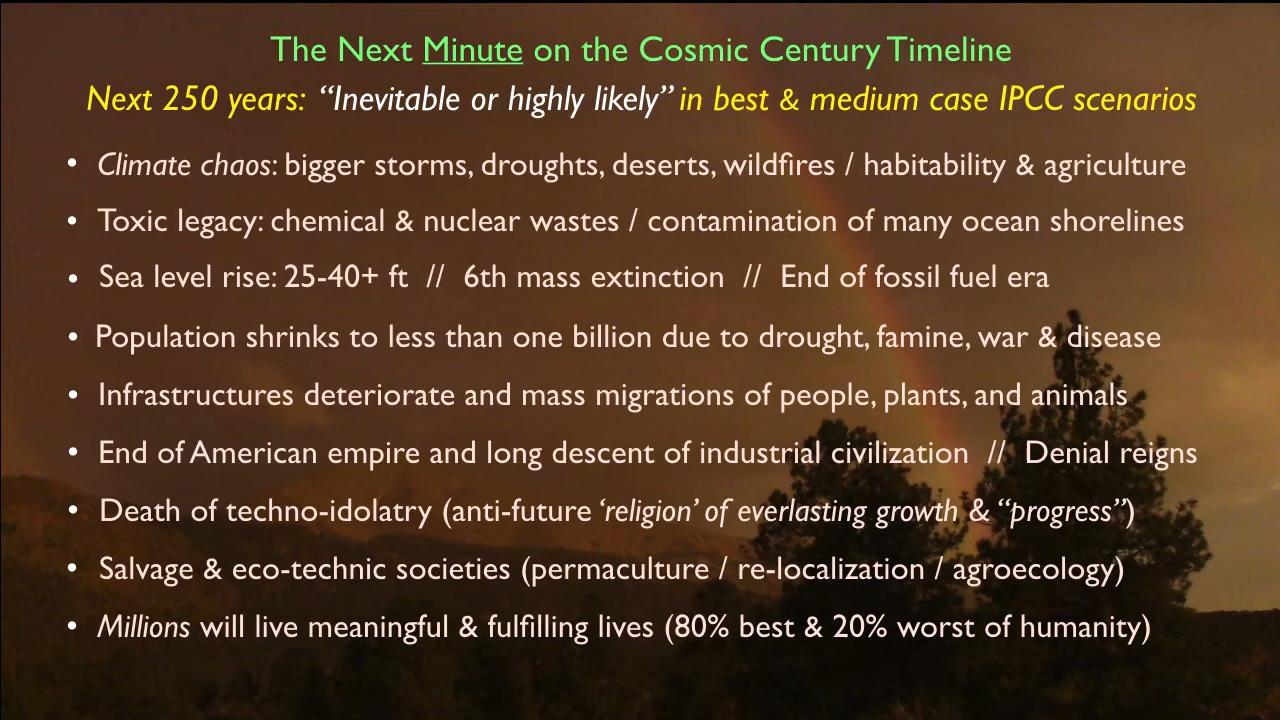 The Next Minute on the Cosmic Century Timeline
Next 250 years: “Inevitable or highly likely” in best & medium case IPCC scenarios
• Climate chaos: bigger storms, droughts, deserts, wildfires / habitability & agriculture
• Toxic legacy: chemical & nuclear wastes / contamination of many ocean shorelines
• Sea level rise: 25-40+ ft // 6th mass extinction // End of fossil fuel era
• Population shrinks to less than one billion due to drought, famine, war & disease
• Infrastructures deteriorate and mass migrations of people, plants, and animals
• End of American empire and long descent of industrial civilization // Denial reigns
• Death of techno-idolatry (anti-future ‘religion’ of everlasting growth & “progress”)
• Salvage & eco-technic societies (permaculture / re-localization / agroecology)
• Millions will live meaningful & fulfilling lives (80% best & 20% worst of humanity)